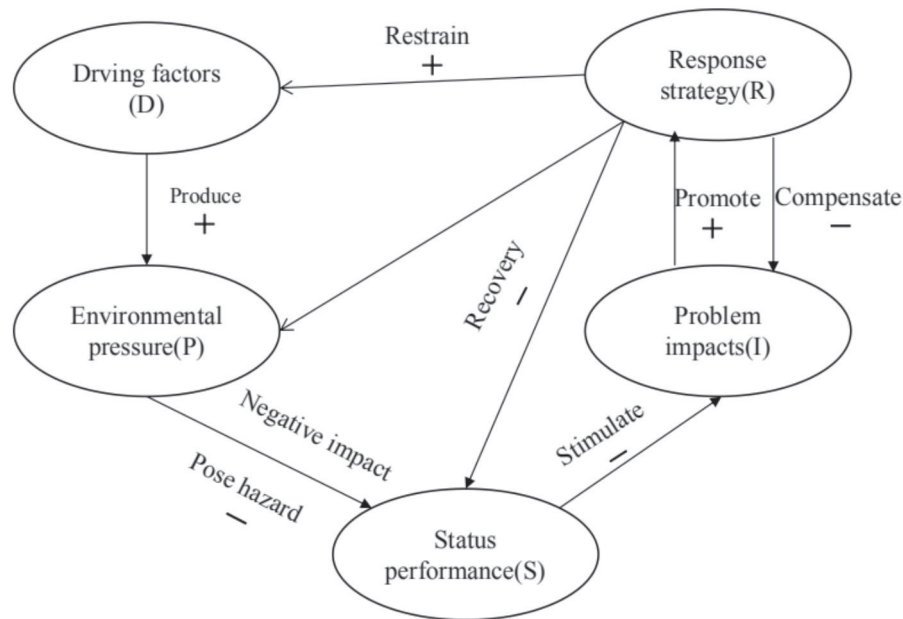 Restrain
+
Drving factors
(D)
Response
strategy(R)
Produce
+
Promote
+
Compensate
−
Recovery
−
Environmental
pressure(P)
Problem
impacts(I)
Negative impact
Pose hazard
−
Stimulate
−
Status
performance(S)